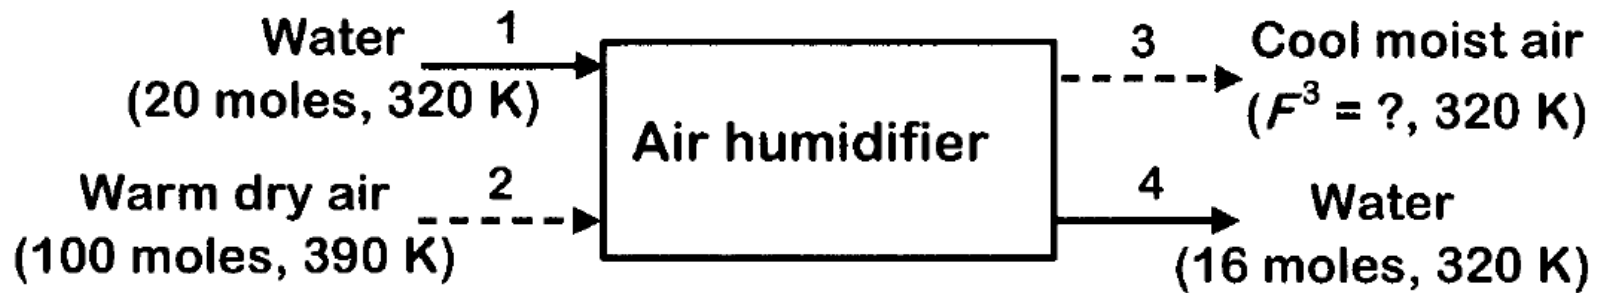 Water
(20 moles, 320 K)
1
Warm dry air
(100 moles, 390 K)
2
Air humidifier
3
Cool moist air
(F³ = ?, 320 K)
4
Water
(16 moles, 320 K)